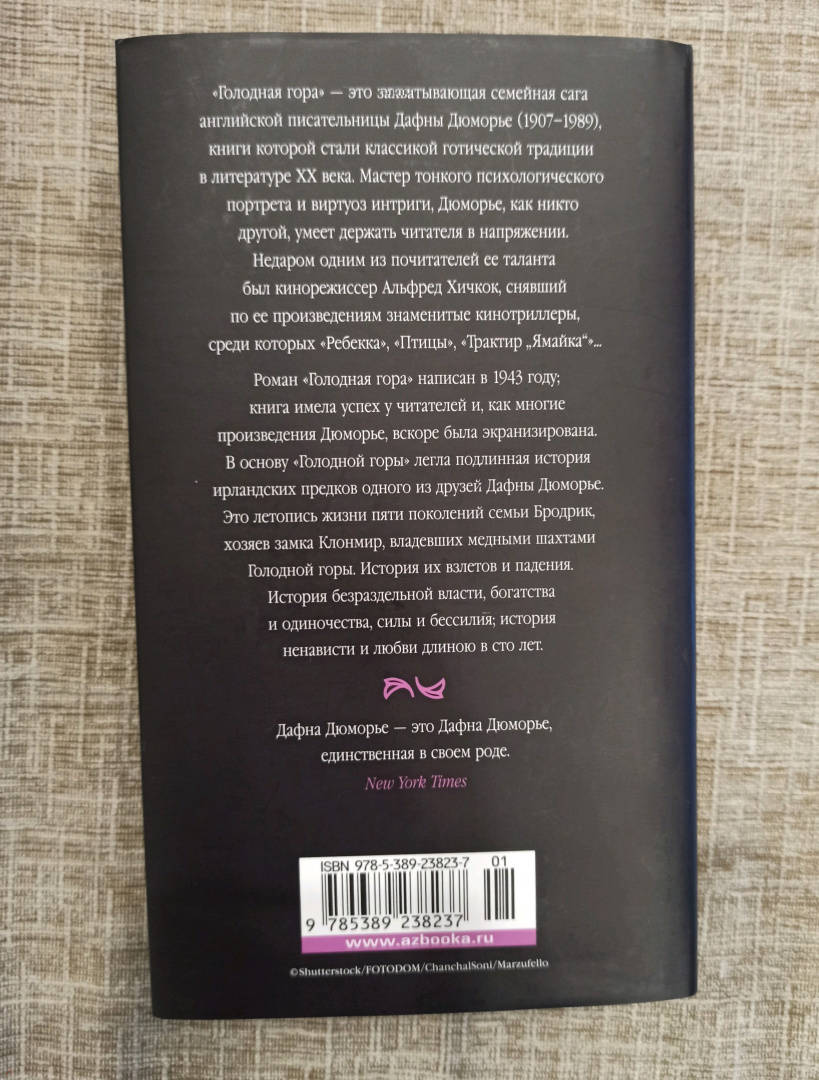 «Голодная гора» — это захватывающая семейная сага
английской писательницы Дафны Дюморье (1907–1989),
книги которой стали классикой готической традиции
в литературе XX века. Мастер тонкого психологического
портрета и виртуоз интриги, Дюморье, как никто
другой, умеет держать читателя в напряжении.
Недаром одним из почитателей ее таланта
был кинорежиссер Альфред Хичкок, снявший
по ее произведениям знаменитые кинотриллеры,
среди которых «Ребекка», «Птицы», «Трактир „Ямайка“»...
Роман «Голодная гора» написан в 1943 году;
книга имела успех у читателей и, как многие
произведения Дюморье, вскоре была экранизирована.
В основу «Голодной горы» легла подлинная история
ирландских предков одного из друзей Дафны Дюморье.
Это летопись жизни пяти поколений семьи Бродрик,
хозяев замка Клонмир, владевших медными шахтами
Голодной горы. История их взлетов и падения.
История безраздельной власти, богатства
и одиночества, силы и бессилия; история
ненависти и любви длиною в сто лет.
Дафна Дюморье — это Дафна Дюморье,
единственная в своем роде.
New York Times
ISBN 978-5-389-23823-7 01
9 785389 238237
www.azbooka.ru
©Shutterstock/FOTODOM/ChanchalSoni/Marzufello